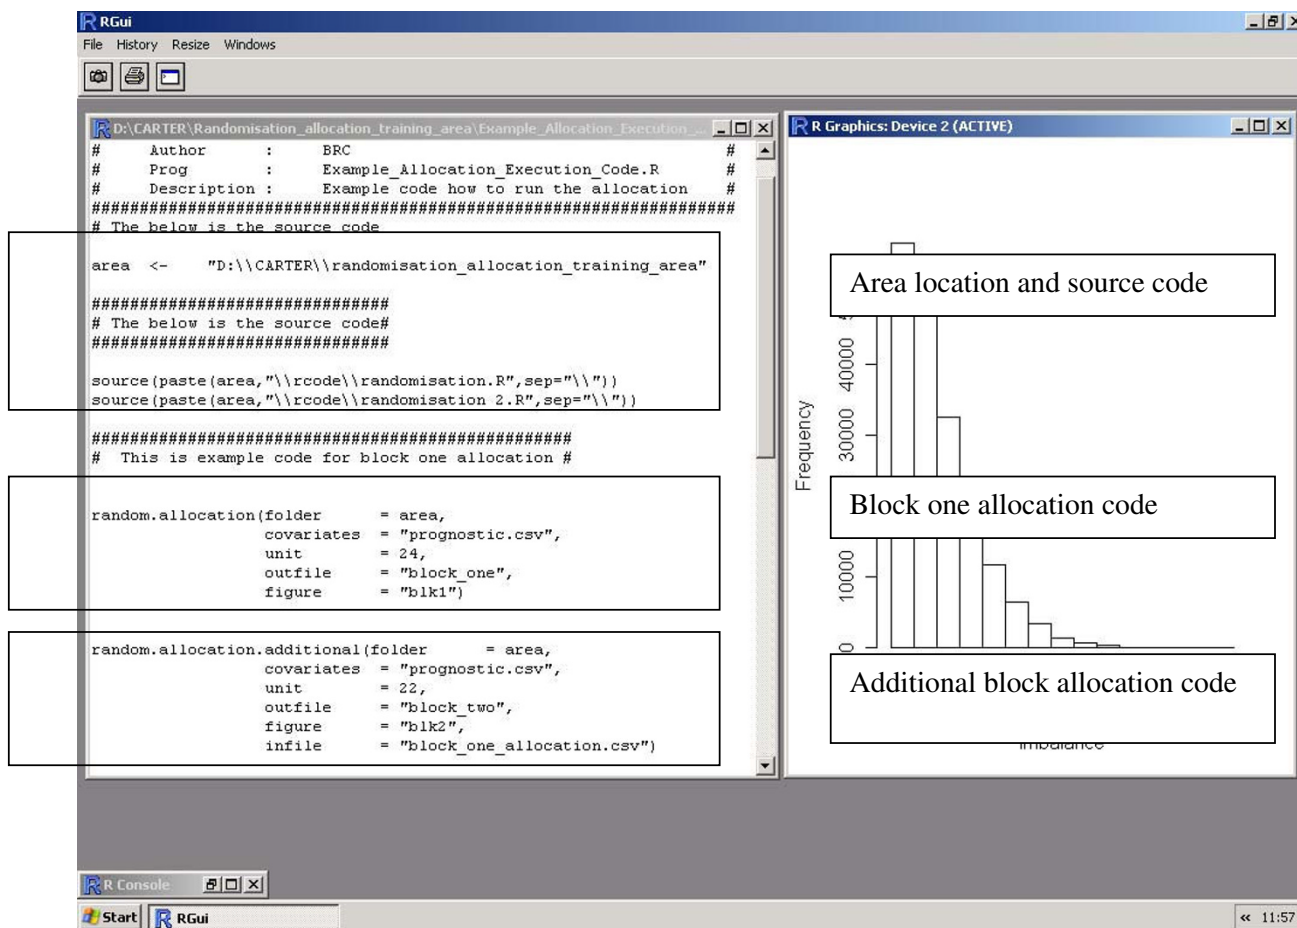 RGui
File History Resize Windows
D:\CARTER\Randomisation_allocation_training_area\Example_Allocation_Execution_...
# Author : BRC #
# Prog : Example_Allocation_Execution_Code.R #
# Description : Example code how to run the allocation #
###################################################################
# The below is the source code
area <- "D:\\CARTER\\randomisation_allocation_training_area"
###############################
# The below is the source code#
###############################
source(paste(area,"\\rcode\\randomisation.R",sep="\\"))
source(paste(area,"\\rcode\\randomisation 2.R",sep="\\"))
##################################################
# This is example code for block one allocation #
random.allocation(folder = area,
covariates = "prognostic.csv",
unit = 24,
outfile = "block_one",
figure = "blk1")
random.allocation.additional(folder = area,
covariates = "prognostic.csv",
unit = 22,
outfile = "block_two",
figure = "blk2",
infile = "block_one_allocation.csv")
R Graphics: Device 2 (ACTIVE)
Area location and source code
40000
30000
Frequency
Block one allocation code
10000
0
Additional block allocation code
Imbalance
R Console
Start
RGui
« 11:57